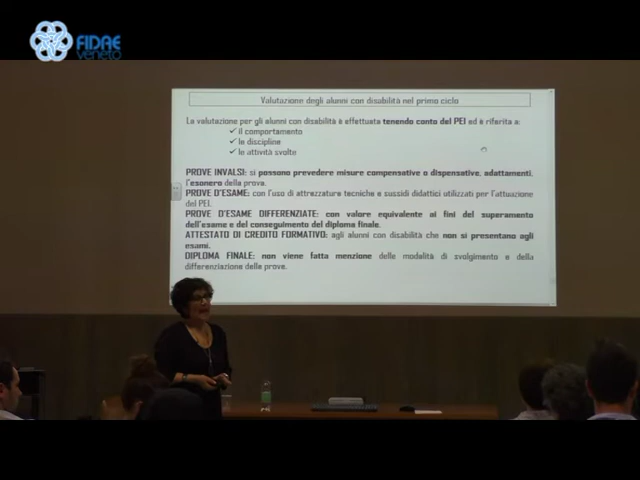 FIDAE
veneto
Valutazione degli alunni con disabilità nel primo ciclo
La valutazione per gli alunni con disabilità è effettuata tenendo conto del PEI ed è riferita a:
✓ il comportamento
✓ le discipline
✓ le attività svolte
PROVE INVALSI: si possono prevedere misure compensative o dispensative, adattamenti,
l'esonero della prova.
PROVE D'ESAME: con l'uso di attrezzature tecniche e sussidi didattici utilizzati per l'attuazione
del PEI.
PROVE D'ESAME DIFFERENZIATE: con valore equivalente ai fini del superamento
dell'esame e del conseguimento del diploma finale.
ATTESTATO DI CREDITO FORMATIVO: agli alunni con disabilità che non si presentano agli
esami.
DIPLOMA FINALE: non viene fatta menzione delle modalità di svolgimento e della
differenziazione delle prove.